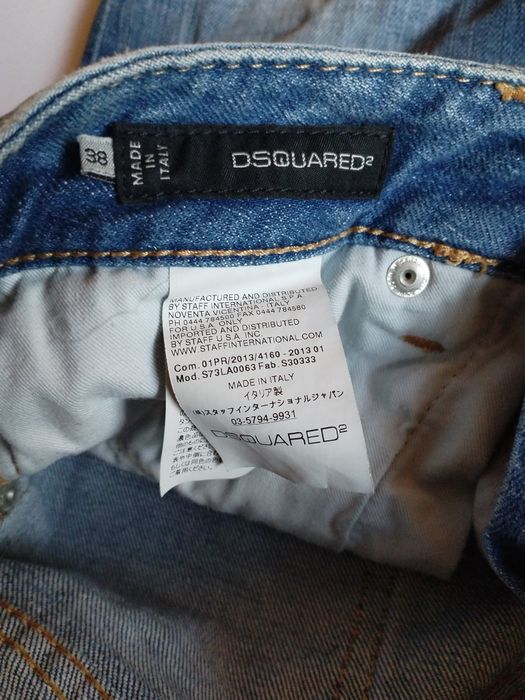 38
MADE
IN
ITALY
DSQUARED²
MANUFACTURED AND DISTRIBUTED
BY STAFF INTERNATIONAL S.P.A
NOVENTA VICENTINA - ITALY
PH 0444 784500 FAX 0444 784580
FOR U.S.A. ONLY
IMPORTED AND DISTRIBUTED
BY STAFF U S A INC
WWW. STAFFINTERNATIONAL.COM
Com. 01PR/2013/4160 - 2013 01
Mod. S73LA0063 Fab. S30333
MADE IN ITALY
イタリア製
(株)スタッフインターナショナルジャパン
03-5794-9931
DSQUARED²